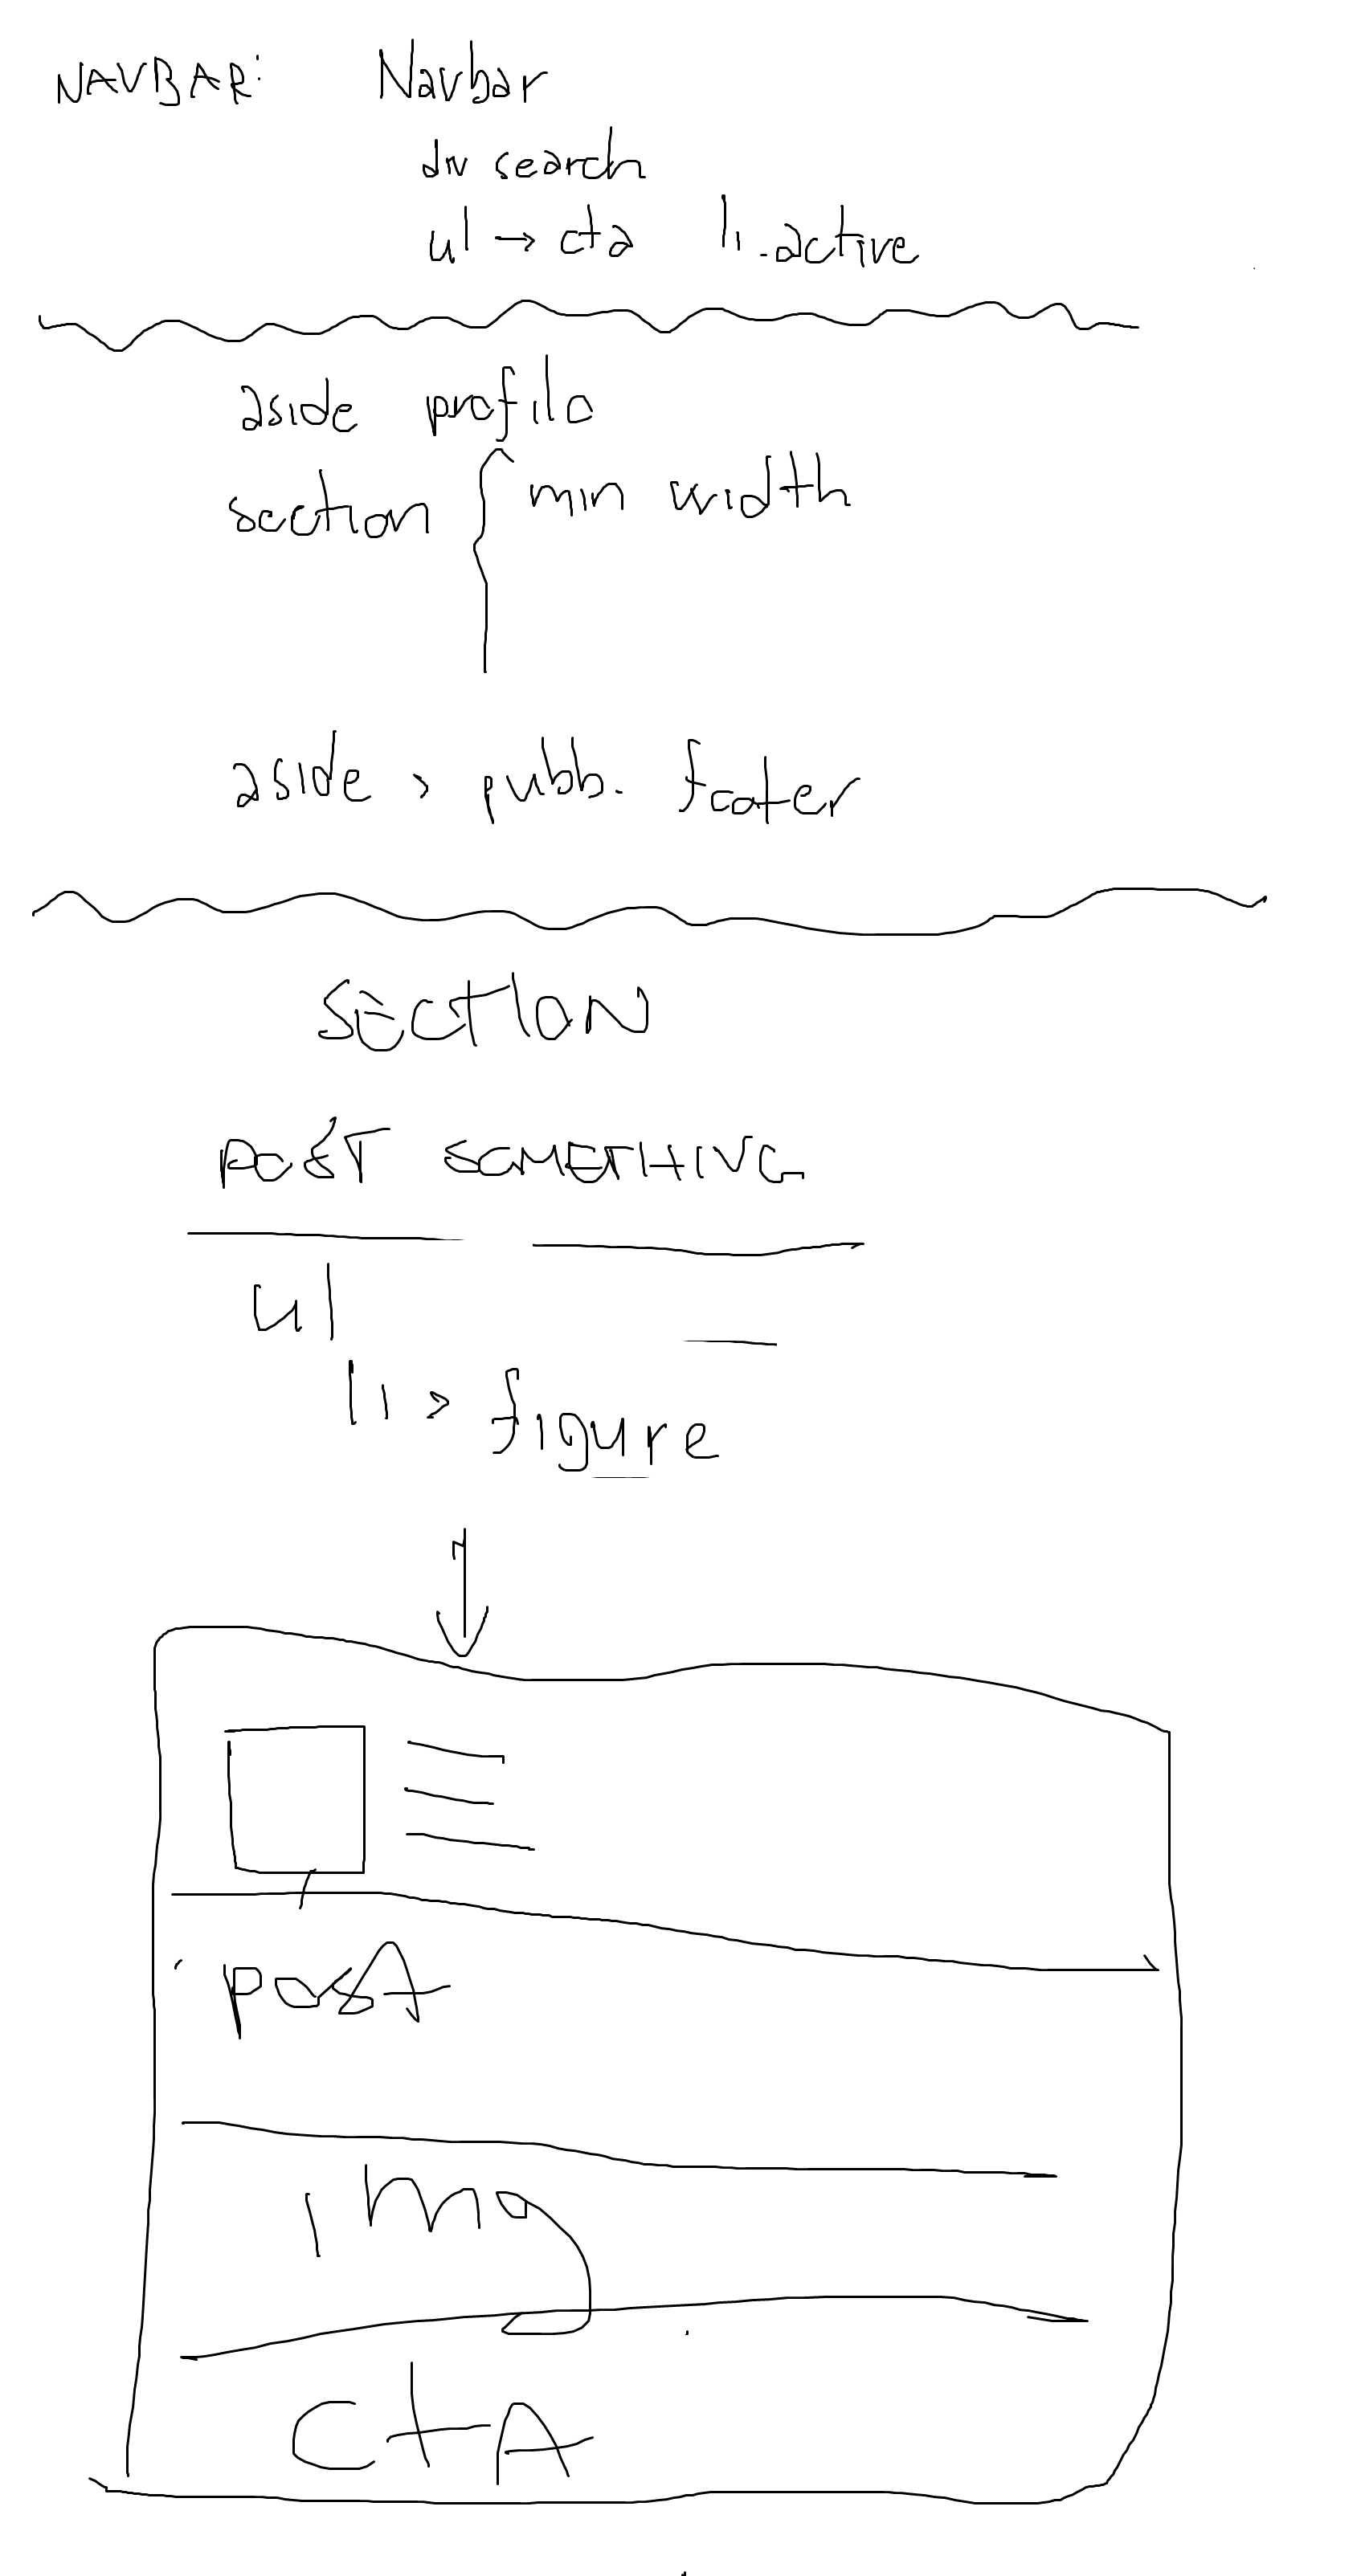 NAVBAR: Navbar
div search
ul → cta li.active
aside profilo
section { min width
aside > pubb. footer
SECTION
POST SOMETHING
ul
li > figure
post
img
CTA